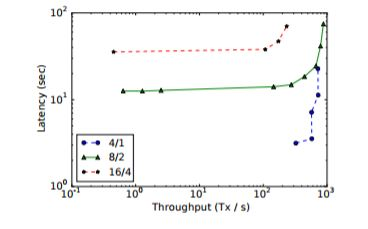 10²
10¹
10⁰
Latency (sec)
4/1
8/2
16/4
10⁻¹ 10⁰ 10¹ 10² 10³
Throughput (Tx / s)